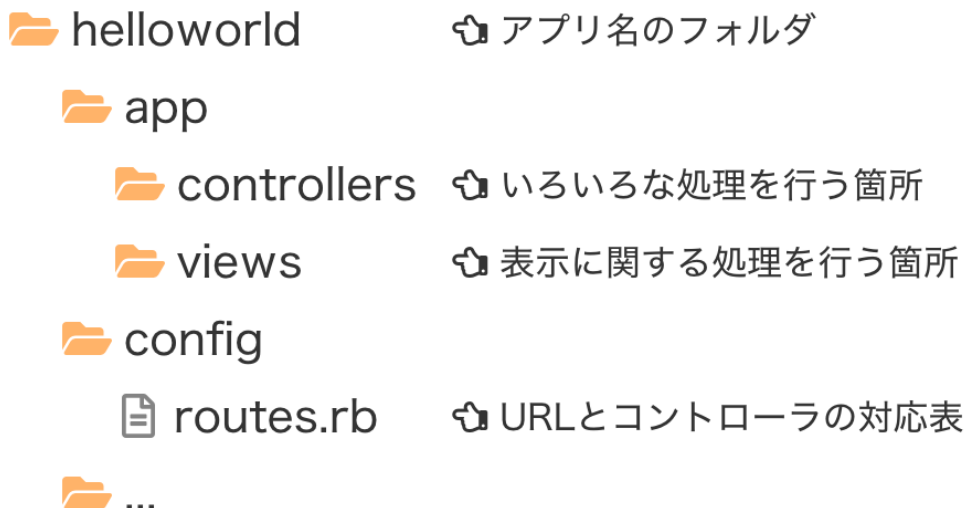 helloworld アプリ名のフォルダ
app
controllers いろいろな処理を行う箇所
views 表示に関する処理を行う箇所
config
routes.rb URLとコントローラの対応表
...